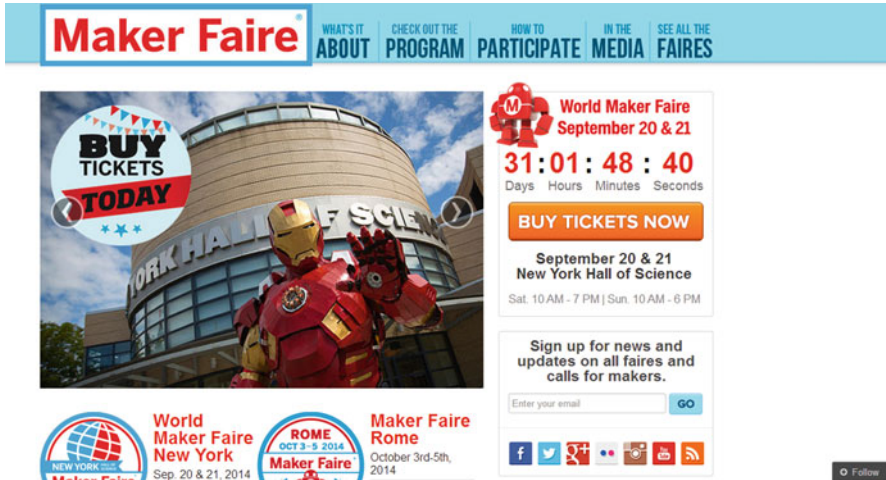 Maker Faire®
WHAT'S IT
ABOUT
CHECK OUT THE
PROGRAM
HOW TO
PARTICIPATE
IN THE
MEDIA
SEE ALL THE
FAIRES
BUY
TICKETS
TODAY
YORK HALL OF SCIEN
M
World Maker Faire
September 20 & 21
31:01:48:40
Days Hours Minutes Seconds
BUY TICKETS NOW
September 20 & 21
New York Hall of Science
Sat. 10 AM - 7 PM | Sun. 10 AM - 6 PM
Sign up for news and
updates on all faires and
calls for makers.
Enter your email
GO
NEW YORK
Maker Faire
World
Maker Faire
New York
Sep. 20 & 21, 2014
ROME
OCT 3-5 2014
Maker Faire
Maker Faire
Rome
October 3rd-5th,
2014
f
g+
You
Follow